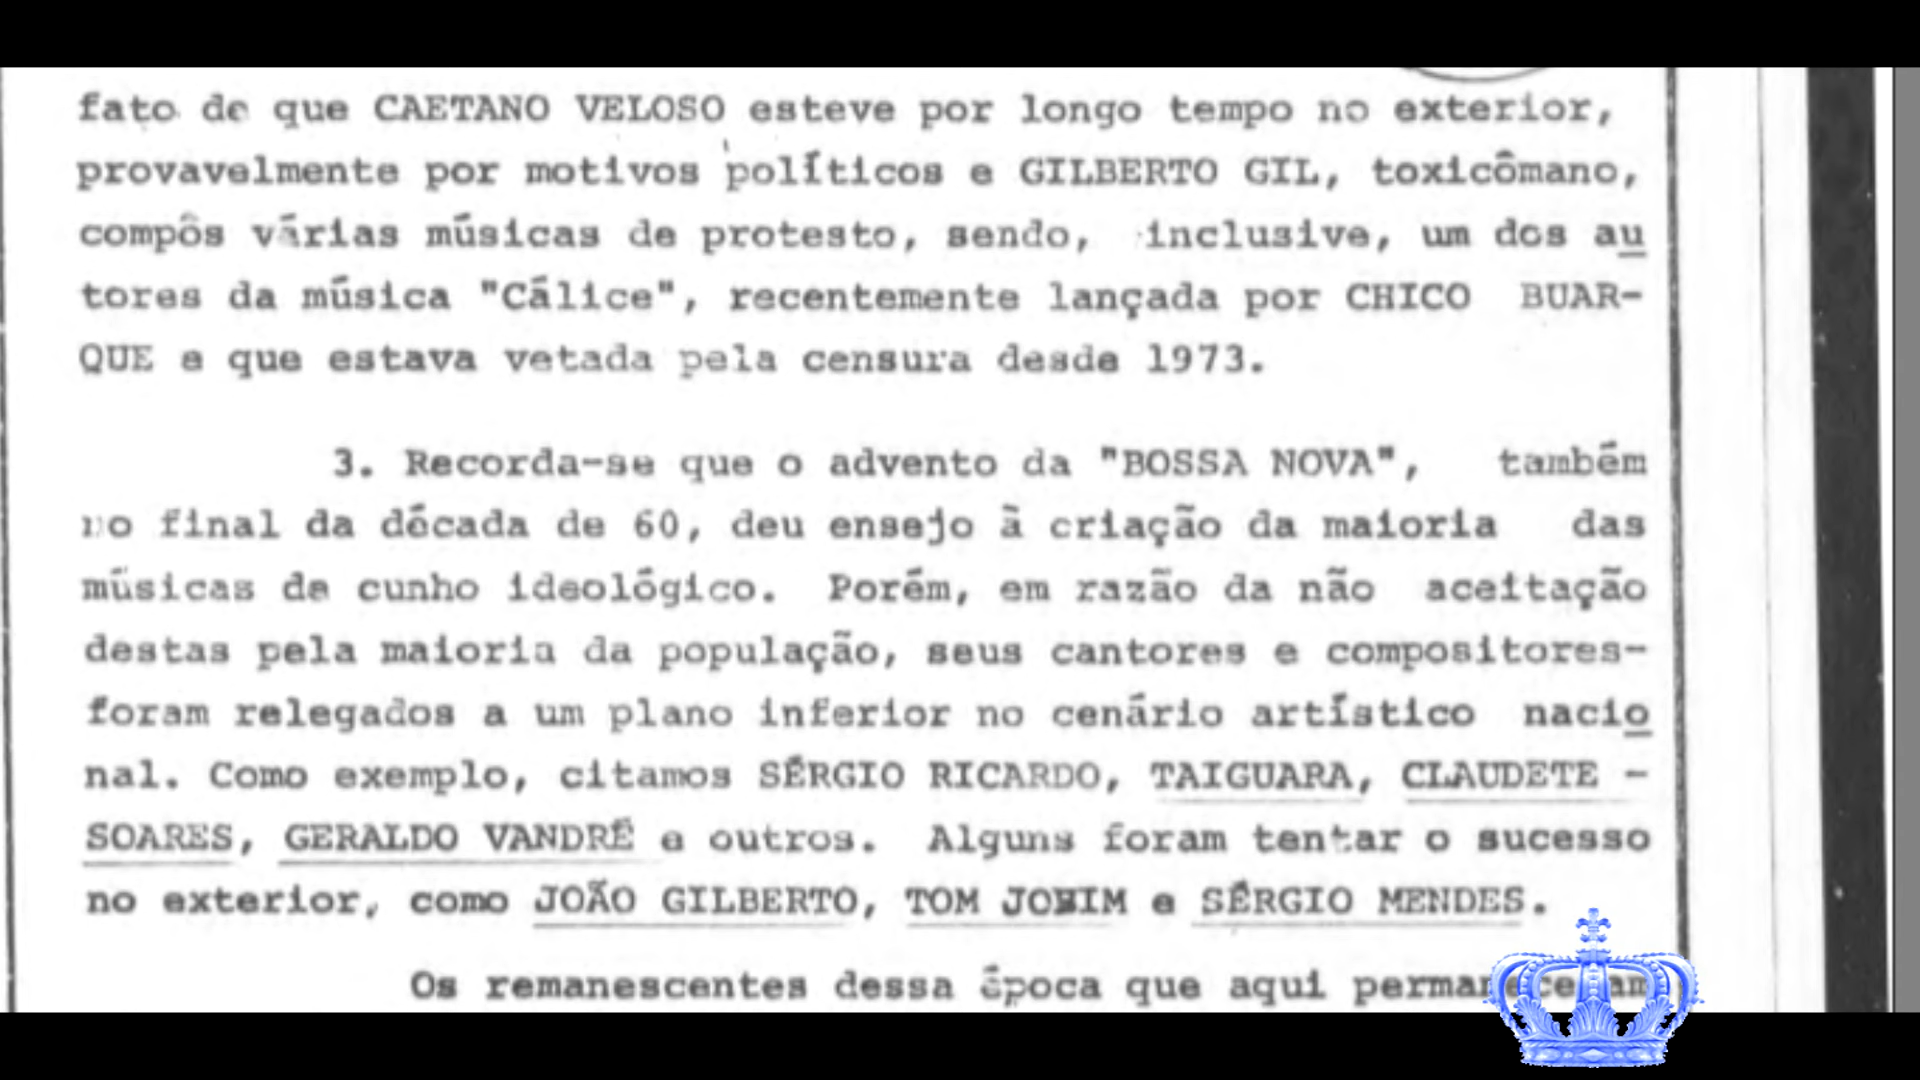 fato de que CAETANO VELOSO esteve por longo tempo no exterior,
provavelmente por motivos políticos e GILBERTO GIL, toxicômano,
compôs várias músicas de protesto, sendo, inclusive, um dos au
tores da música "Cálice", recentemente lançada por CHICO BUAR-
QUE e que estava vetada pela censura desde 1973.
3. Recorda-se que o advento da "BOSSA NOVA", também
no final da década de 60, deu ensejo à criação da maioria das
músicas de cunho ideológico. Porém, em razão da não aceitação
destas pela maioria da população, seus cantores e compositores-
foram relegados a um plano inferior no cenário artístico nacio
nal. Como exemplo, citamos SÉRGIO RICARDO, TAIGUARA, CLAUDETE -
SOARES, GERALDO VANDRÉ e outros. Alguns foram tentar o sucesso
no exterior, como JOÃO GILBERTO, TOM JOBIM e SÉRGIO MENDES.
Os remanescentes dessa época que aqui permaneceram